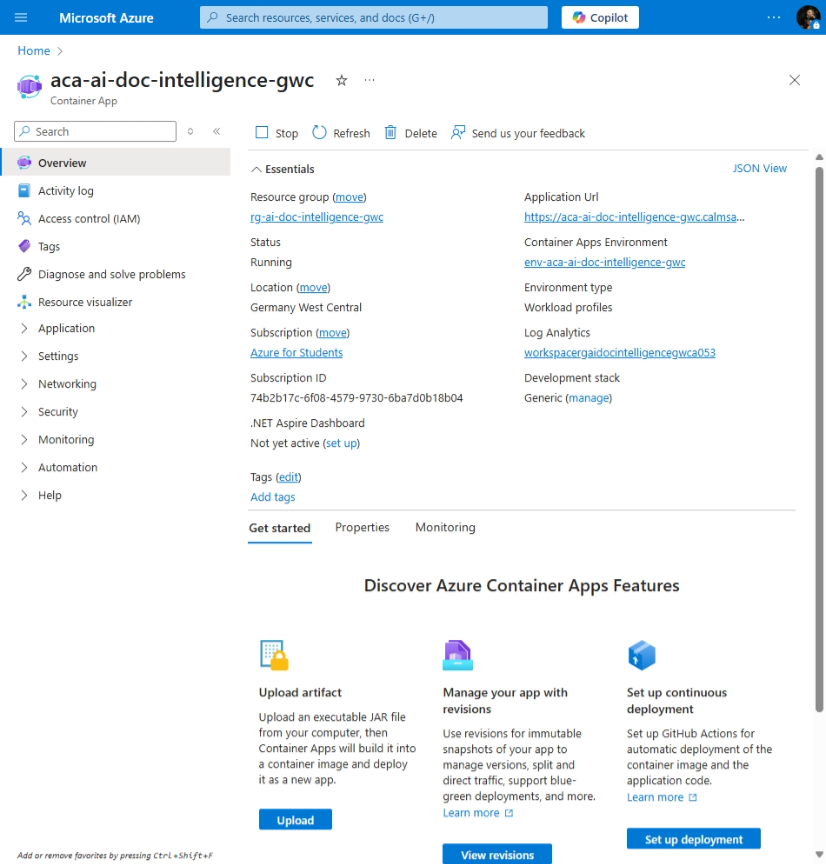 Microsoft Azure
Search resources, services, and docs (G+/)
Copilot
Home
aca-ai-doc-intelligence-gwc
Container App
Search
Stop
Refresh
Delete
Send us your feedback
Overview
Activity log
Access control (IAM)
Tags
Diagnose and solve problems
Resource visualizer
Application
Settings
Networking
Security
Monitoring
Automation
Help
Essentials
JSON View
Resource group (move)
rg-ai-doc-intelligence-gwc
Status
Running
Location (move)
Germany West Central
Subscription (move)
Azure for Students
Subscription ID
74b2b17c-6f08-4579-9730-6ba7d0b18b04
.NET Aspire Dashboard
Not yet active (set up)
Application Url
https://aca-ai-doc-intelligence-gwc.calmsa...
Container Apps Environment
env-aca-ai-doc-intelligence-gwc
Environment type
Workload profiles
Log Analytics
workspacergaidocintelligencegwca053
Development stack
Generic (manage)
Tags (edit)
Add tags
Get started
Properties
Monitoring
Discover Azure Container Apps Features
Upload artifact
Upload an executable JAR file
from your computer, then
Container Apps will build it into
a container image and deploy
it as a new app.
Upload
Manage your app with
revisions
Use revisions for immutable
snapshots of your app to
manage versions, split and
direct traffic, support blue-
green deployments, and more.
Learn more
View revisions
Set up continuous
deployment
Set up GitHub Actions for
automatic deployment of the
container image and the
application code.
Learn more
Set up deployment
Add or remove favorites by pressing Ctrl+Shift+F